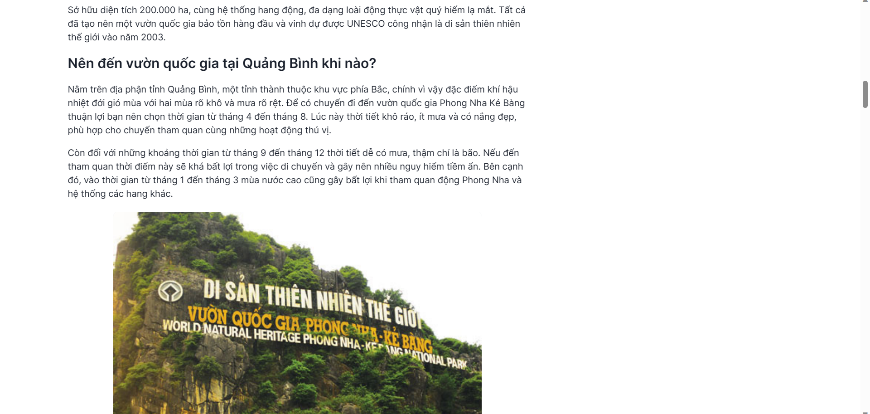 Sở hữu diện tích 200.000 ha, cùng hệ thống hang động, đa dạng loài động thực vật quý hiếm lạ mắt. Tất cả
đã tạo nên một vườn quốc gia bảo tồn hàng đầu và vinh dự được UNESCO công nhận là di sản thiên nhiên
thế giới vào năm 2003.
Nên đến vườn quốc gia tại Quảng Bình khi nào?
Nằm trên địa phận tỉnh Quảng Bình, một tỉnh thành thuộc khu vực phía Bắc, chính vì vậy đặc điểm khí hậu
nhiệt đới gió mùa với hai mùa rõ khô và mưa rõ rệt. Để có chuyến đi đến vườn quốc gia Phong Nha Kẻ Bàng
thuận lợi bạn nên chọn thời gian từ tháng 4 đến tháng 8. Lúc này thời tiết khô ráo, ít mưa và có nắng đẹp,
phù hợp cho chuyến tham quan cùng những hoạt động thú vị.
Còn đối với những khoảng thời gian từ tháng 9 đến tháng 12 thời tiết dễ có mưa, thậm chí là bão. Nếu đến
tham quan thời điểm này sẽ khá bất lợi trong việc di chuyển và gây nên nhiều nguy hiểm tiềm ẩn. Bên cạnh
đó, vào thời gian từ tháng 1 đến tháng 3 mùa nước cao cũng gây bất lợi khi tham quan động Phong Nha và
hệ thống các hang khác.
DI SẢN THIÊN NHIÊN THẾ GIỚI
VƯỜN QUỐC GIA PHONG NHA-KẺ BÀNG
WORLD NATURAL HERITAGE PHONG NHA-KE BANG NATIONAL PARK